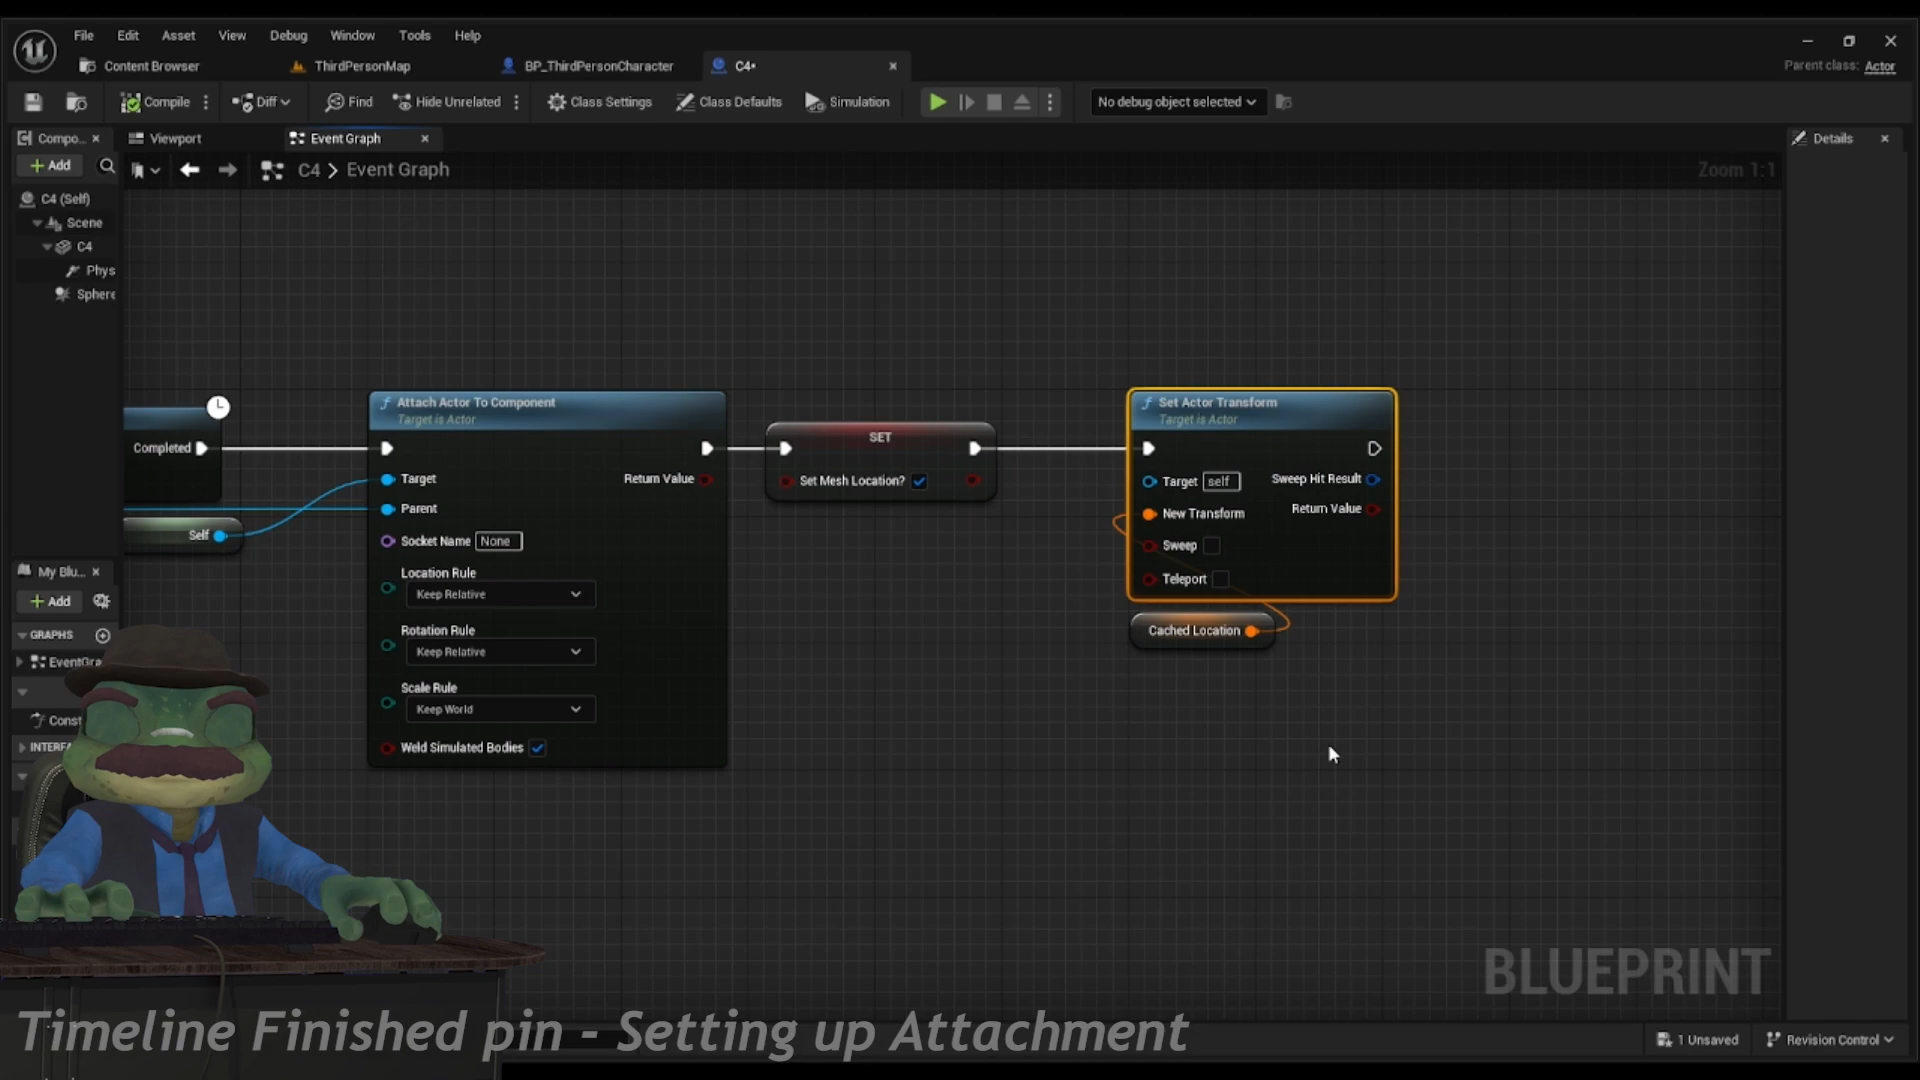 File Edit Asset View Debug Window Tools Help
Content Browser ThirdPersonMap BP_ThirdPersonCharacter C4•
Parent class: Actor
Compile Diff Find Hide Unrelated Class Settings Class Defaults Simulation No debug object selected
Compo... Viewport Event Graph Details
Add C4 > Event Graph Zoom 1:1
C4 (Self)
Scene
C4
Phys
Sphere
Attach Actor To Component
Target is Actor
Completed
Target
Return Value
Parent
Self
Socket Name None
Location Rule
Keep Relative
Rotation Rule
Keep Relative
Scale Rule
Keep World
Weld Simulated Bodies
SET
Set Mesh Location?
Set Actor Transform
Target is Actor
Target self
Sweep Hit Result
New Transform
Return Value
Sweep
Teleport
Cached Location
My Blu...
Add
GRAPHS
EventGra
Const
INTERFA
BLUEPRINT
Timeline Finished pin - Setting up Attachment
1 Unsaved Revision Control